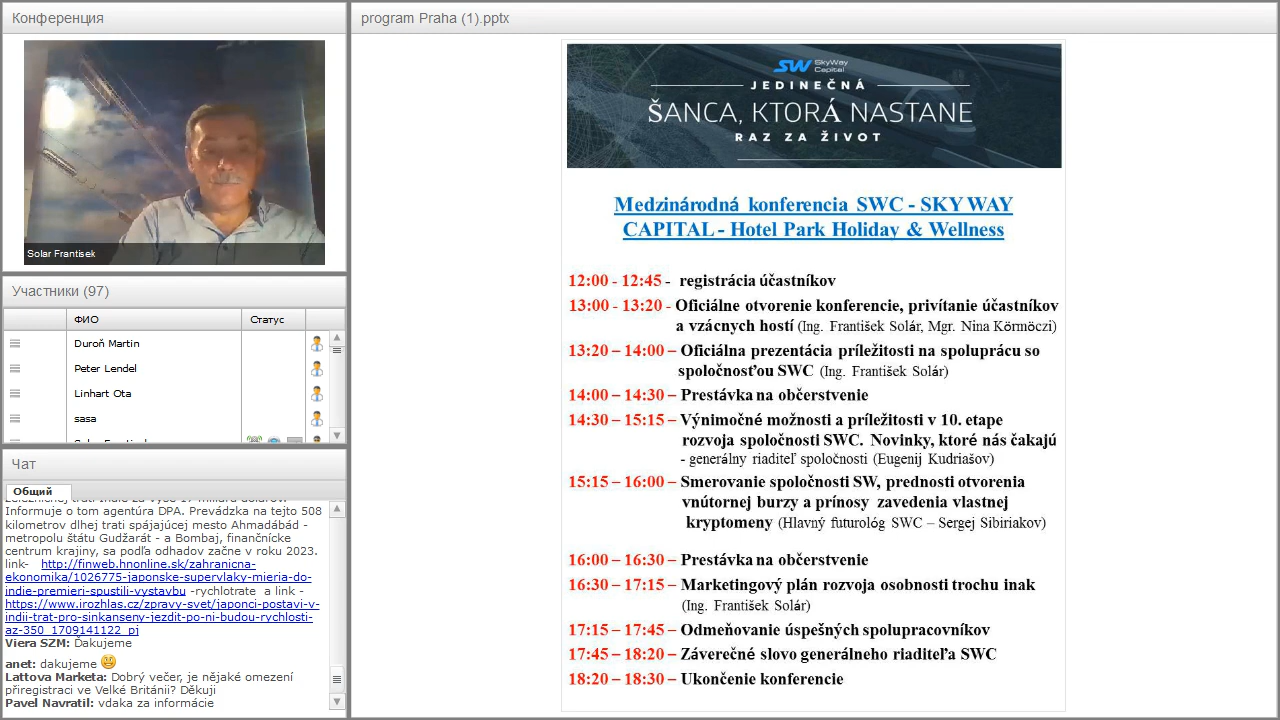 Конференция
Solar Frantisek
Участники (97)
ФИО
Статус
Duroň Martin
Peter Lendel
Linhart Ota
sasa
Чат
Общий
Informuje o tom agentúra DPA. Prevádzka na tejto 508
kilometrov dlhej trati spájajúcej mesto Ahmadábád -
metropolu štátu Gudžarát - a Bombaj, finančnícke
centrum krajiny, sa podľa odhadov začne v roku 2023.
link- http://finweb.hnonline.sk/zahranicna-
ekonomika/1026775-japonske-supervlaky-mieria-do-
indie-premieri-spustili-vystavbu -rychlotrate a link -
https://www.irozhlas.cz/zpravy-svet/japonci-postavi-v-
indii-trat-pro-sinkanseny-jezdit-po-ni-budou-rychlosti-
az-350_1709141122_pj
Viera SZM: Ďakujeme
anet: dakujeme
Lattova Marketa: Dobrý večer, je nějaké omezení
přiregistraci ve Velké Británii? Děkuji
Pavel Navratil: vdaka za informácie
program Praha (1).pptx
SW SkyWay
Capital
JEDINEČNÁ
ŠANCA, KTORÁ NASTANE
RAZ ZA ŽIVOT
Medzinárodná konferencia SWC - SKY WAY
CAPITAL - Hotel Park Holiday & Wellness
12:00 - 12:45 - registrácia účastníkov
13:00 - 13:20 - Oficiálne otvorenie konferencie, privítanie účastníkov
a vzácnych hostí (Ing. František Solár, Mgr. Nina Körmöczi)
13:20 – 14:00 – Oficiálna prezentácia príležitosti na spoluprácu so
spoločnosťou SWC (Ing. František Solár)
14:00 – 14:30 – Prestávka na občerstvenie
14:30 – 15:15 – Výnimočné možnosti a príležitosti v 10. etape
rozvoja spoločnosti SWC. Novinky, ktoré nás čakajú
- generálny riaditeľ spoločnosti (Eugenij Kudriašov)
15:15 – 16:00 – Smerovanie spoločnosti SW, prednosti otvorenia
vnútornej burzy a prínosy zavedenia vlastnej
kryptomeny (Hlavný futurológ SWC – Sergej Sibiriakov)
16:00 – 16:30 – Prestávka na občerstvenie
16:30 – 17:15 – Marketingový plán rozvoja osobnosti trochu inak
(Ing. František Solár)
17:15 – 17:45 – Odmeňovanie úspešných spolupracovníkov
17:45 – 18:20 – Záverečné slovo generálneho riaditeľa SWC
18:20 – 18:30 – Ukončenie konferencie